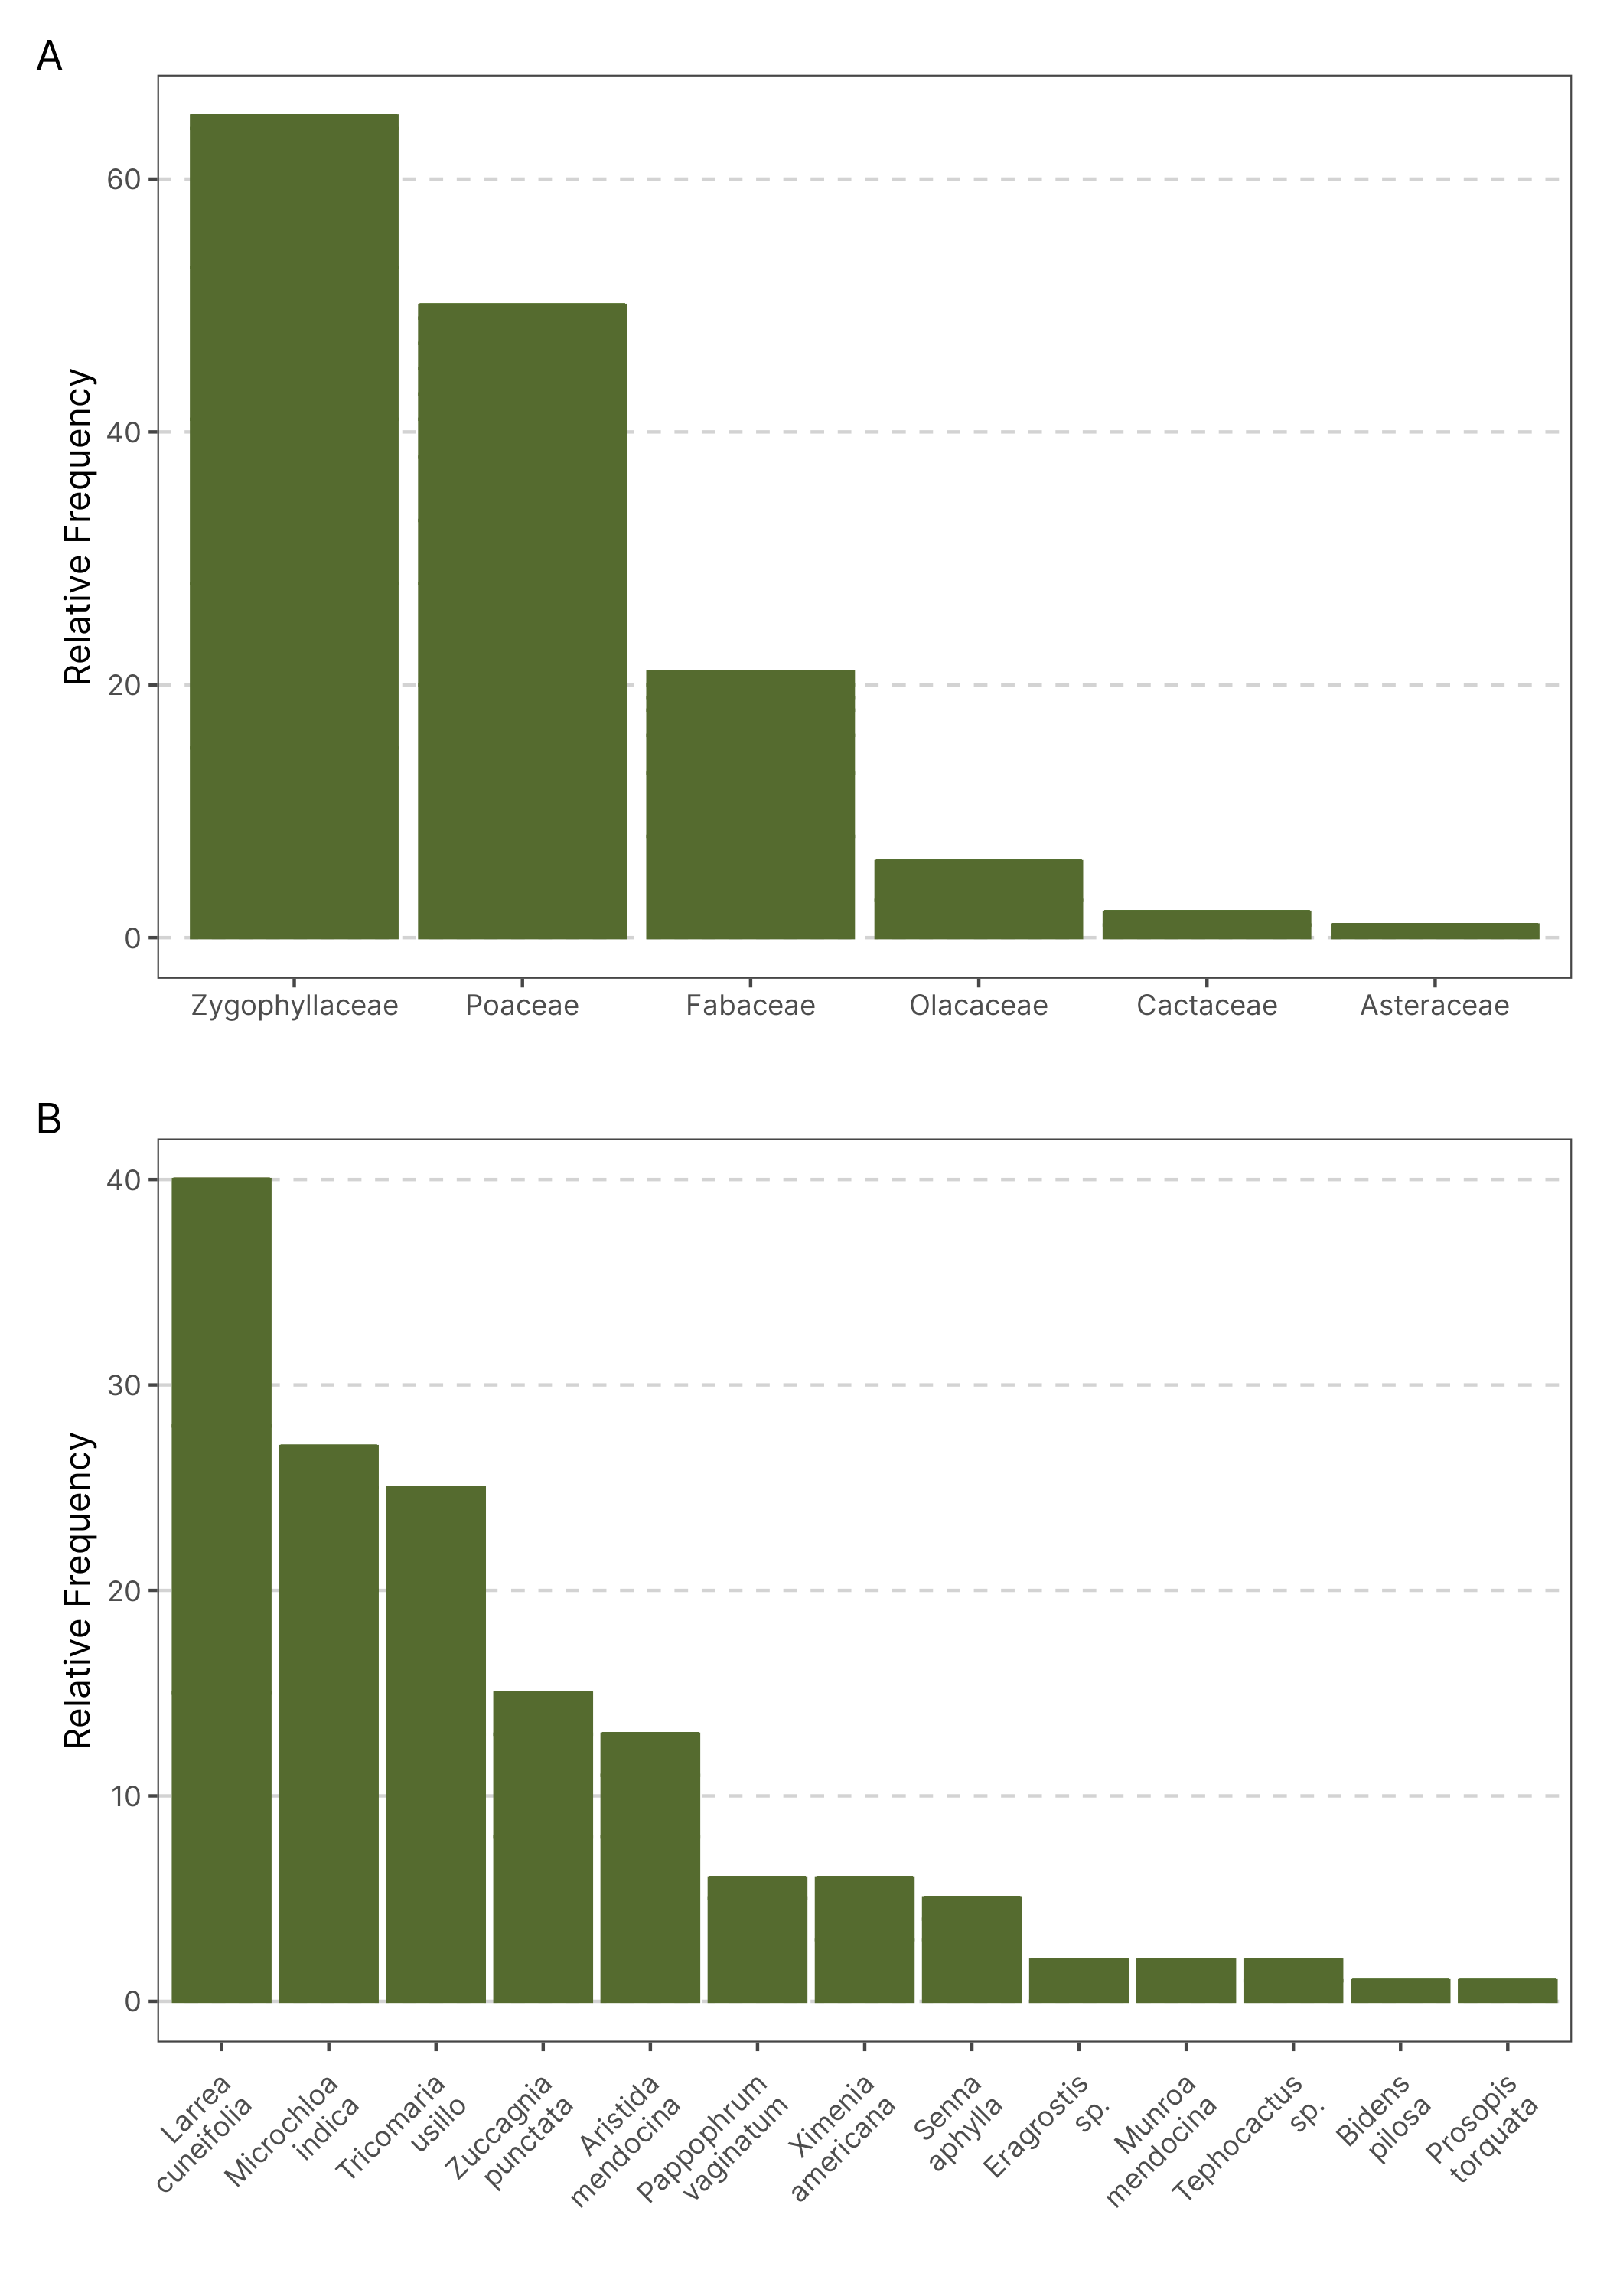 A
Relative Frequency
60
40
20
0
Zygophyllaceae Poaceae Fabaceae Olacaceae Cactaceae Asteraceae
B
Relative Frequency
40
30
20
10
0
Larrea
cuneifolia
Microchloa
indica
Tricomaria
usillo
Zuccagnia
punctata
Aristida
mendocina
Pappophrum
vaginatum
Ximenia
americana
Senna
aphylla
Eragrostis
sp.
Munroa
mendocina
Tephocactus
sp.
Bidens
pilosa
Prosopis
torquata